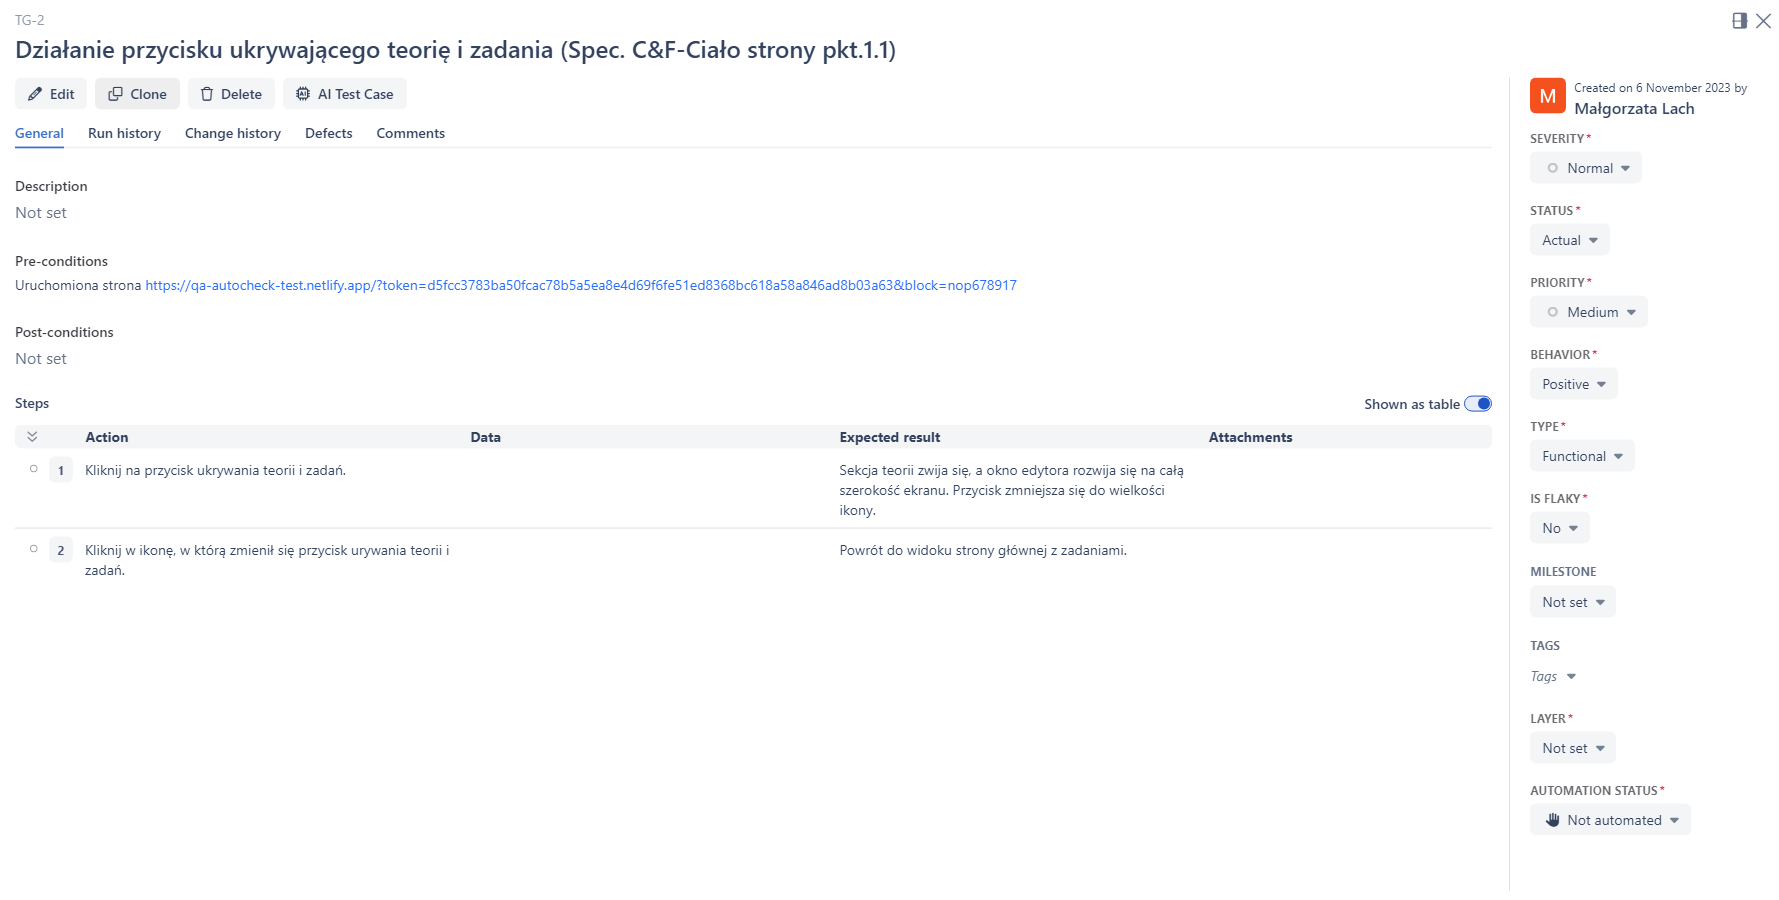 TG-2
Działanie przycisku ukrywającego teorię i zadania (Spec. C&F-Ciało strony pkt.1.1)
Edit
Clone
Delete
AI Test Case
General
Run history
Change history
Defects
Comments
Description
Not set
Pre-conditions
Uruchomiona strona https://qa-autocheck-test.netlify.app/?token=d5fcc3783ba50fcac78b5a5ea8e4d69f6fe51ed8368bc618a58a846ad8b03a63&block=nop678917
Post-conditions
Not set
Steps
Shown as table
Action
Data
Expected result
Attachments
1
Kliknij na przycisk ukrywania teorii i zadań.
Sekcja teorii zwija się, a okno edytora rozwija się na całą
szerokość ekranu. Przycisk zmniejsza się do wielkości
ikony.
2
Kliknij w ikonę, w którą zmienił się przycisk urywania teorii i
zadań.
Powrót do widoku strony głównej z zadaniami.
M
Created on 6 November 2023 by
Małgorzata Lach
SEVERITY*
Normal
STATUS*
Actual
PRIORITY*
Medium
BEHAVIOR*
Positive
TYPE*
Functional
IS FLAKY*
No
MILESTONE
Not set
TAGS
Tags
LAYER*
Not set
AUTOMATION STATUS*
Not automated